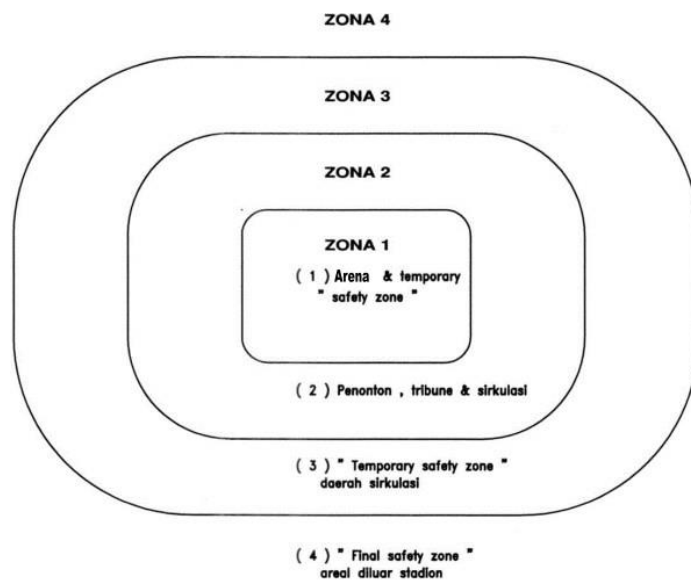 ZONA 4
ZONA 3
ZONA 2
ZONA 1
( 1 ) Arena & temporary
" safety zone "
( 2 ) Penonton , tribune & sirkulasi
( 3 ) " Temporary safety zone "
daerah sirkulasi
( 4 ) " Final safety zone "
areal diluar stadion